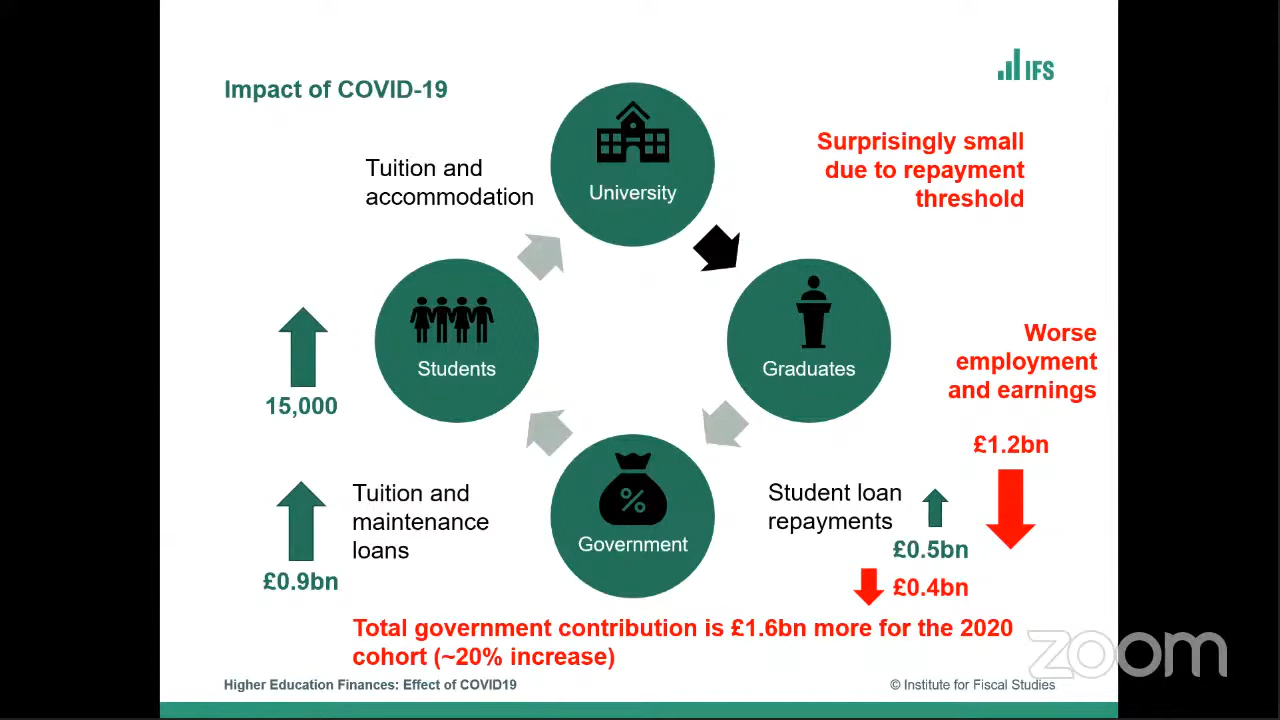 Impact of COVID-19
IFS
Surprisingly small
due to repayment
threshold
Tuition and
accommodation
University
Students
Graduates
15,000
Worse
employment
and earnings
£1.2bn
Tuition and
maintenance
loans
£0.9bn
%
Government
Student loan
repayments
£0.5bn
£0.4bn
Total government contribution is £1.6bn more for the 2020
cohort (~20% increase)
zoom
Higher Education Finances: Effect of COVID19
© Institute for Fiscal Studies